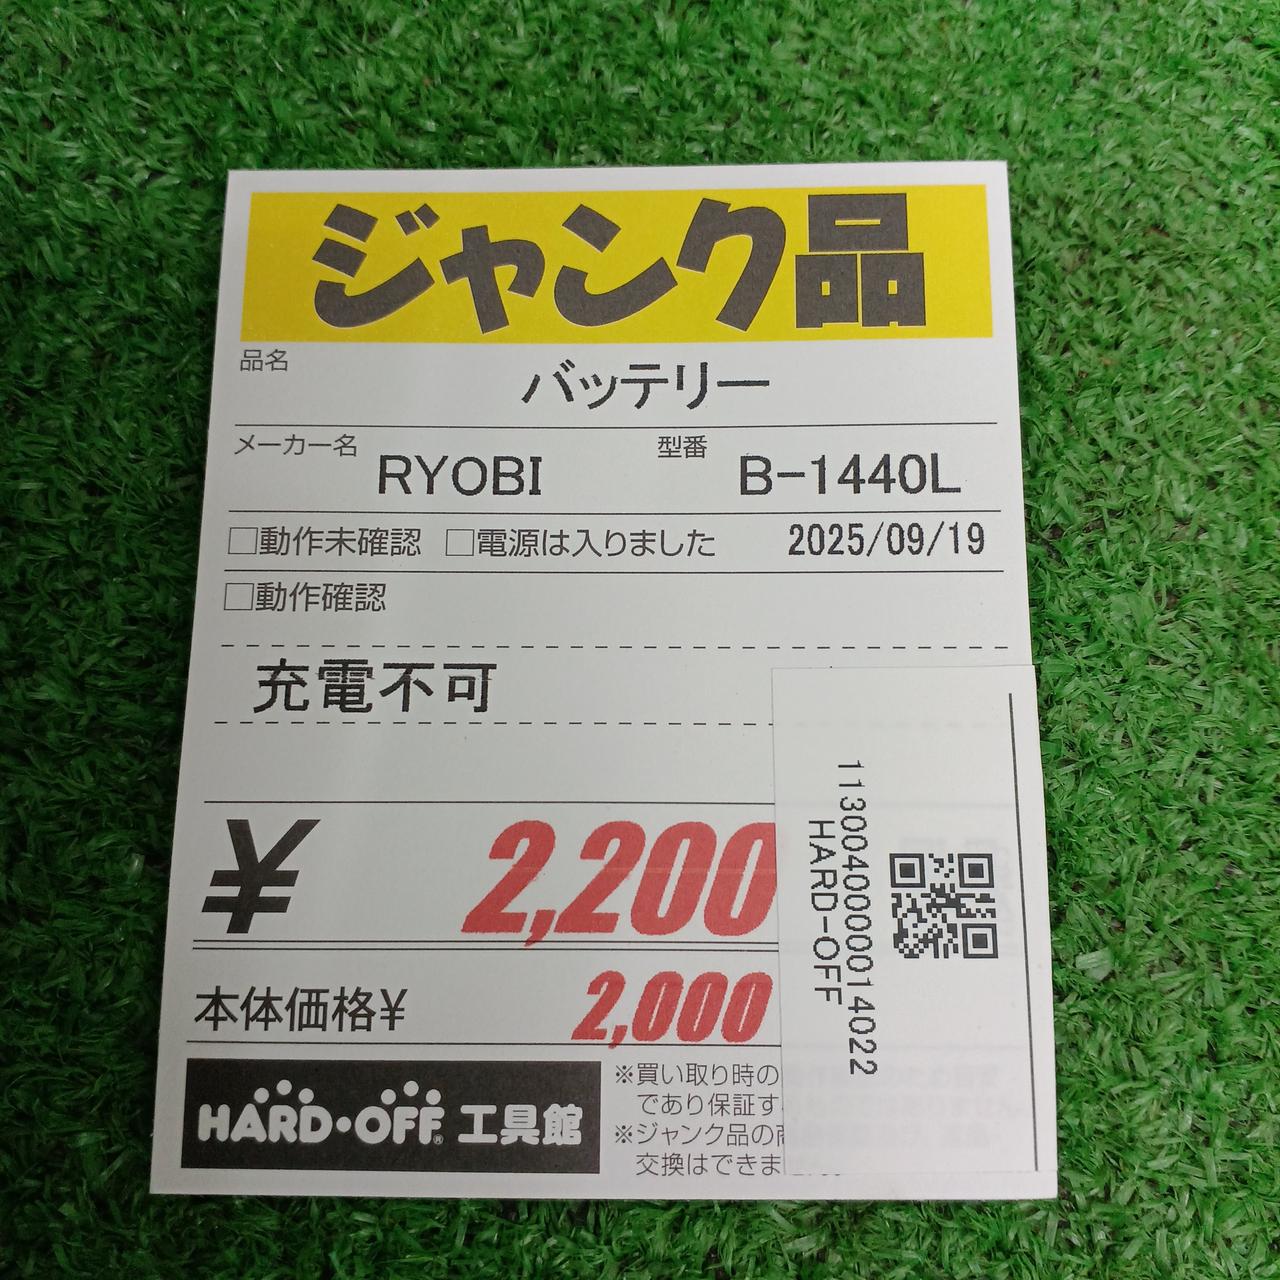 ジャンク品
品名
バッテリー
メーカー名 RYOBI 型番 B-1440L
□動作未確認 □電源は入りました 2025/09/19
□動作確認
充電不可
¥ 2,200
本体価格¥ 2,000
HARD・OFF® 工具館
※買い取り時の
であり保証す
※ジャンク品の商
交換はできま
1130040000014022
HARD-OFF